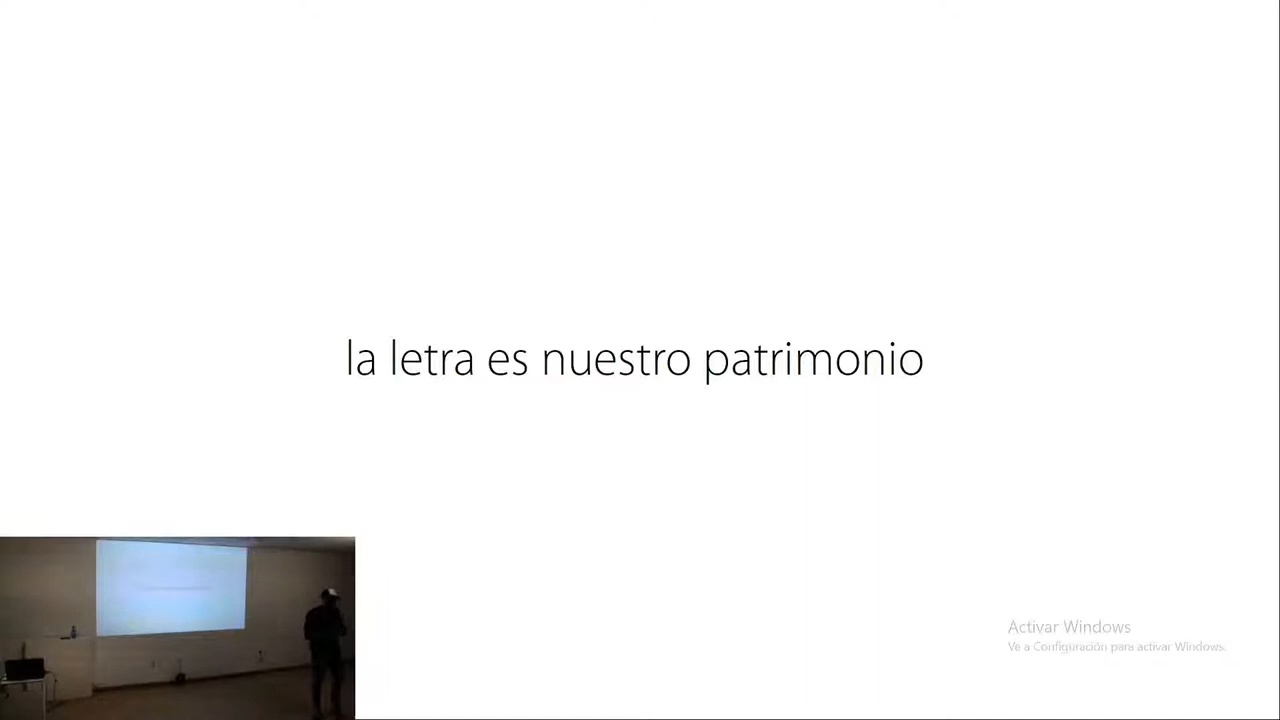 la letra es nuestro patrimonio
Activar Windows
Ve a Configuración para activar Windows.